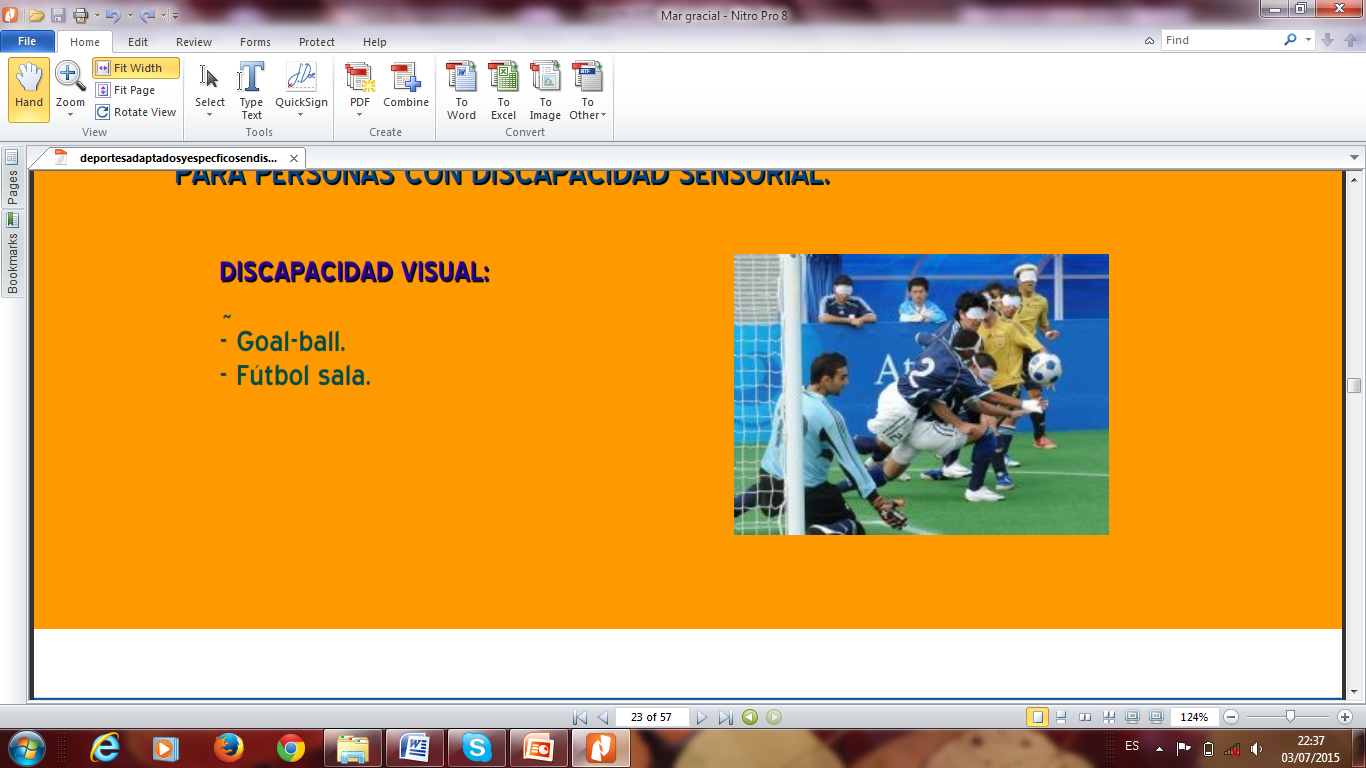 Mar gracial - Nitro Pro 8
File Home Edit Review Forms Protect Help
Find
Hand
Zoom
Fit Width
Fit Page
Rotate View
View
Select
Type Text
QuickSign
Tools
PDF
Combine
Create
To Word
To Excel
To Image
To Other
Convert
deportesadaptadosyespecficosendis...
Pages
Bookmarks
PARA PERSONAS CON DISCAPACIDAD SENSORIAL.
DISCAPACIDAD VISUAL:
~
- Goal-ball.
- Fútbol sala.
At
2
23 of 57
124%
ES
22:37
03/07/2015